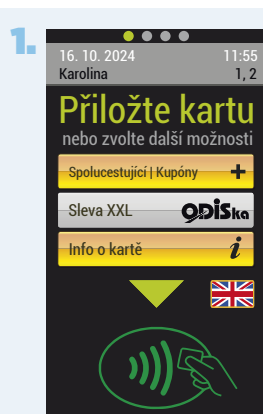 1.
16. 10. 2024 11:55
Karolina 1, 2
Přiložte kartu
nebo zvolte další možnosti
Spolucestující | Kupóny +
Sleva XXL ODISka
Info o kartě i